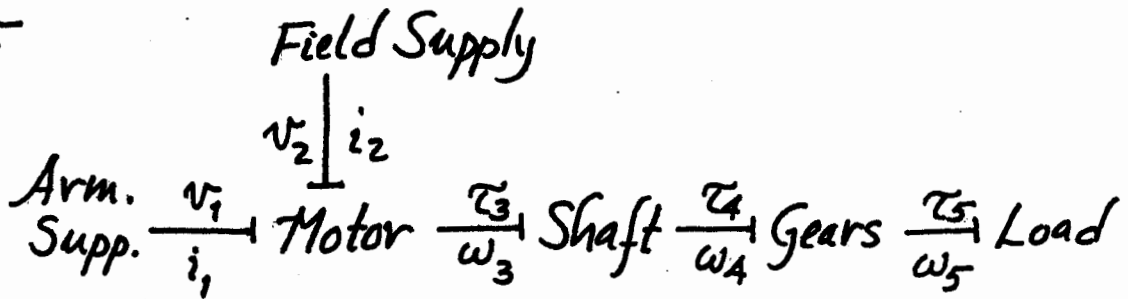 Field Supply
v₂ i₂
Arm. Supp. v₁ i₁ Motor τ₃ ω₃ Shaft τ₄ ω₄ Gears τ₅ ω₅ Load